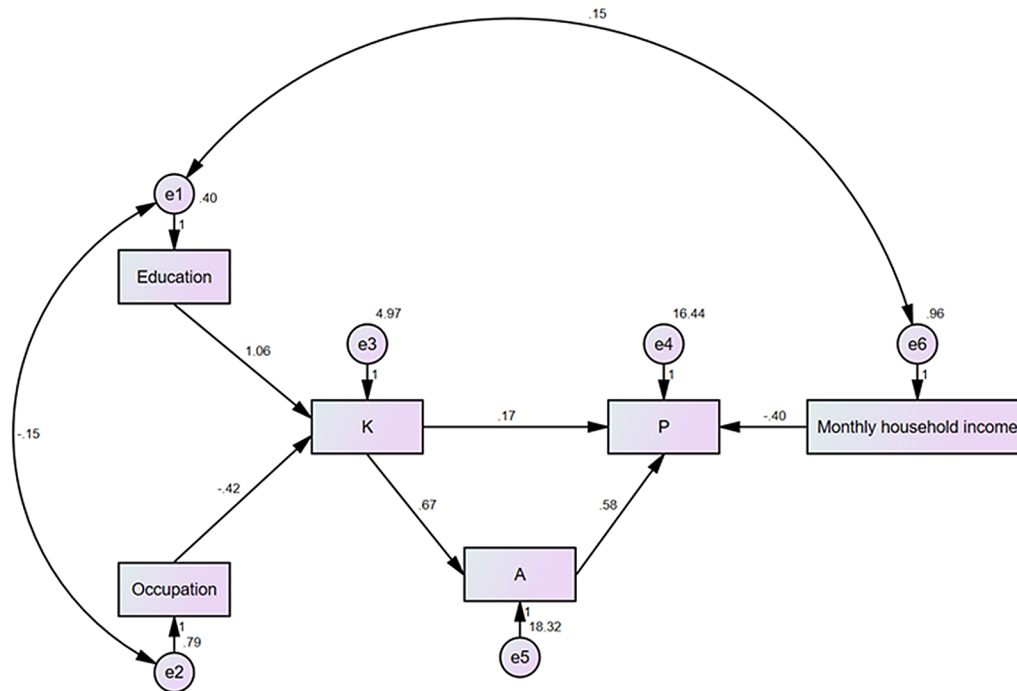 .15
e1
.40
1
Education
4.97
e3
1
16.44
e4
1
.96
e6
1
1.06
K
.17
P
-.40
Monthly household income
-.15
-.42
.67
.58
Occupation
A
1
.79
e2
1
18.32
e5